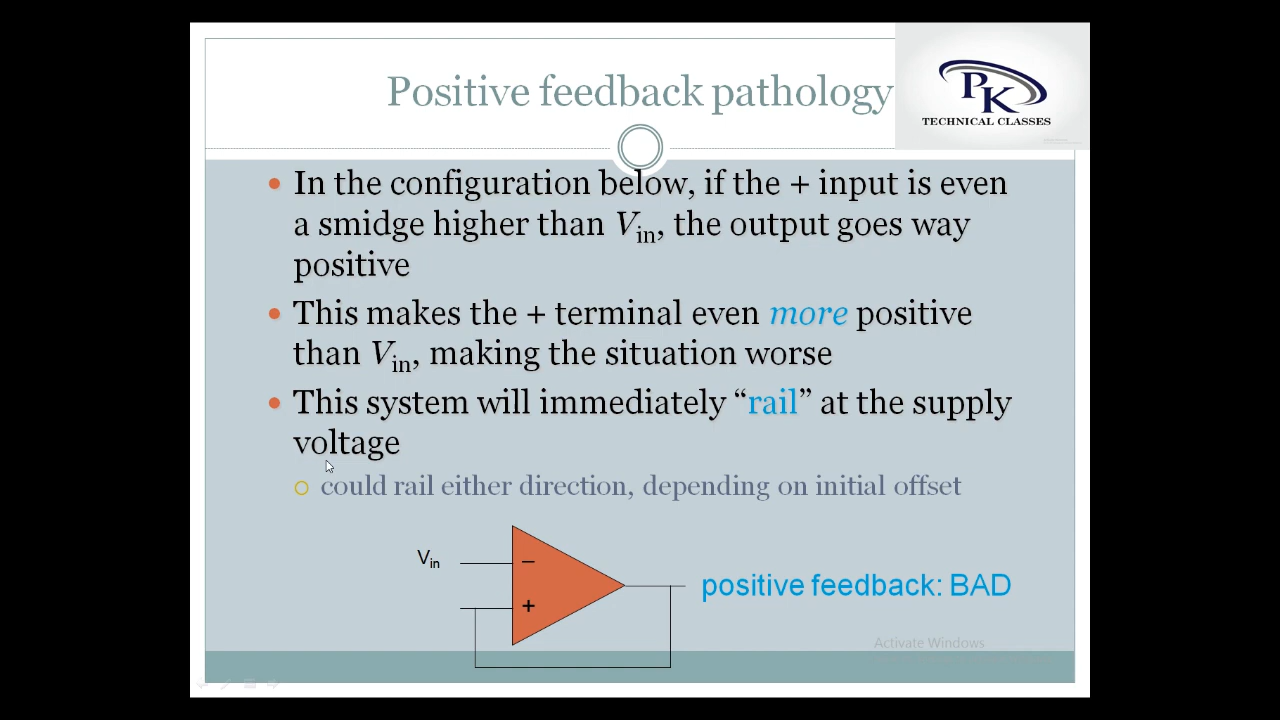 Positive feedback pathology
PK
TECHNICAL CLASSES
• In the configuration below, if the + input is even
a smidge higher than Vin, the output goes way
positive
• This makes the + terminal even more positive
than Vin, making the situation worse
• This system will immediately “rail” at the supply
voltage
○ could rail either direction, depending on initial offset
Vin
−
+
positive feedback: BAD
Activate Windows